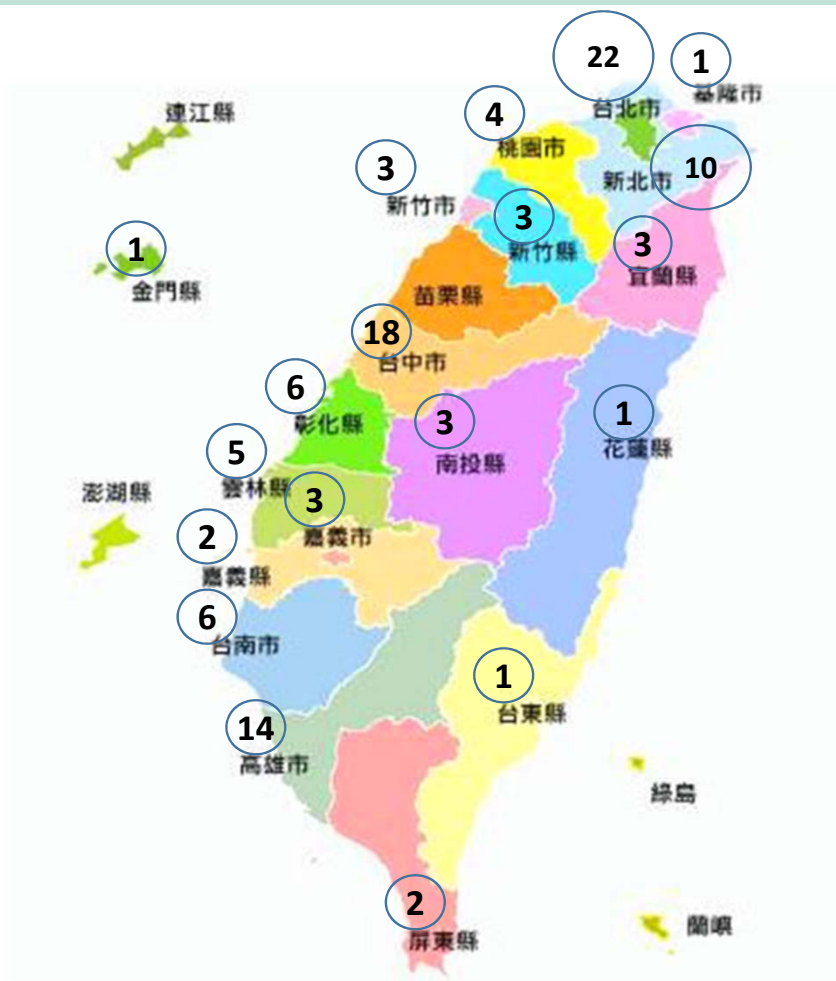 22
1
台北市
基隆市
連江縣
4
桃園市
3
新竹市
10
新北市
3
新竹縣
3
宜蘭縣
1
金門縣
苗栗縣
18
台中市
6
彰化縣
3
南投縣
1
花蓮縣
5
雲林縣
3
嘉義市
澎湖縣
2
嘉義縣
6
台南市
1
台東縣
14
高雄市
綠島
2
屏東縣
蘭嶼